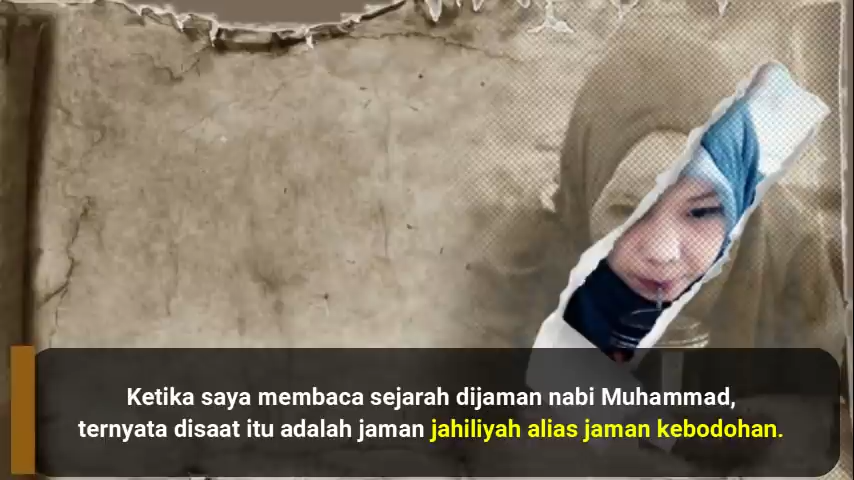 Ketika saya membaca sejarah dijaman nabi Muhammad,
ternyata disaat itu adalah jaman jahiliyah alias jaman kebodohan.